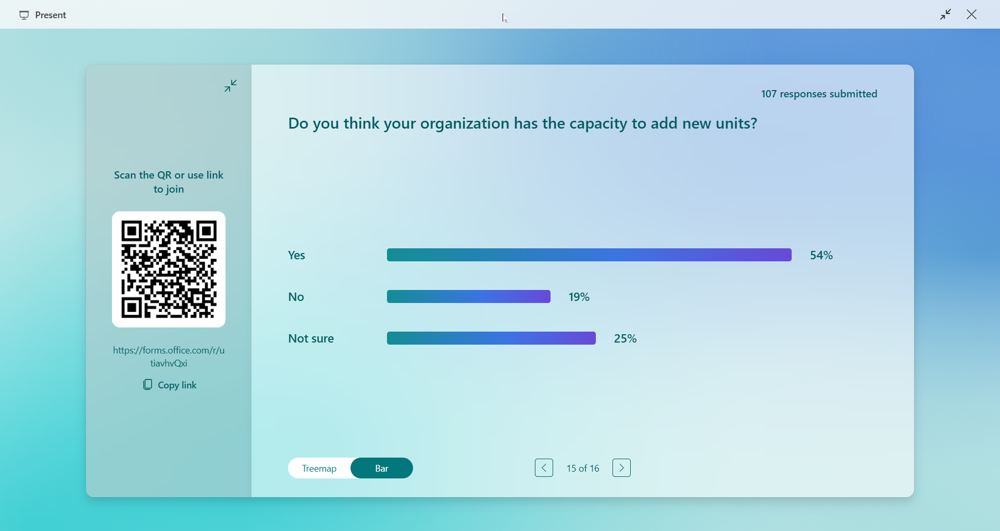 Present
107 responses submitted
Do you think your organization has the capacity to add new units?
Scan the QR or use link
to join
https://forms.office.com/r/u
tiavhvQxi
Copy link
Yes 54%
No 19%
Not sure 25%
Treemap Bar
15 of 16